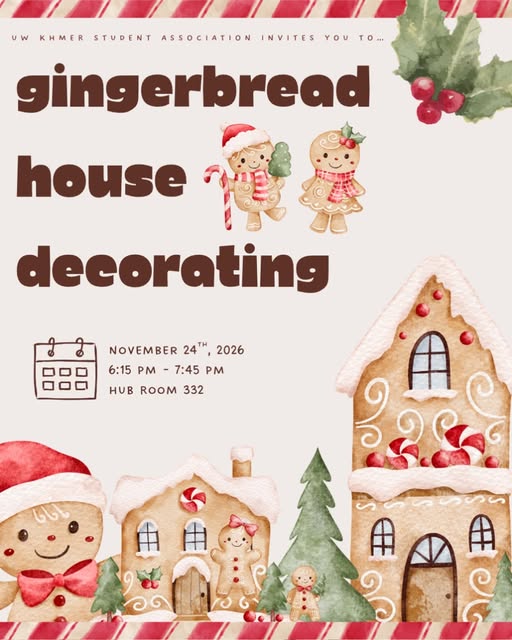 UW KHMER STUDENT ASSOCIATION INVITES YOU TO...
gingerbread
house
decorating
NOVEMBER 24TH, 2026
6:15 PM - 7:45 PM
HUB ROOM 332